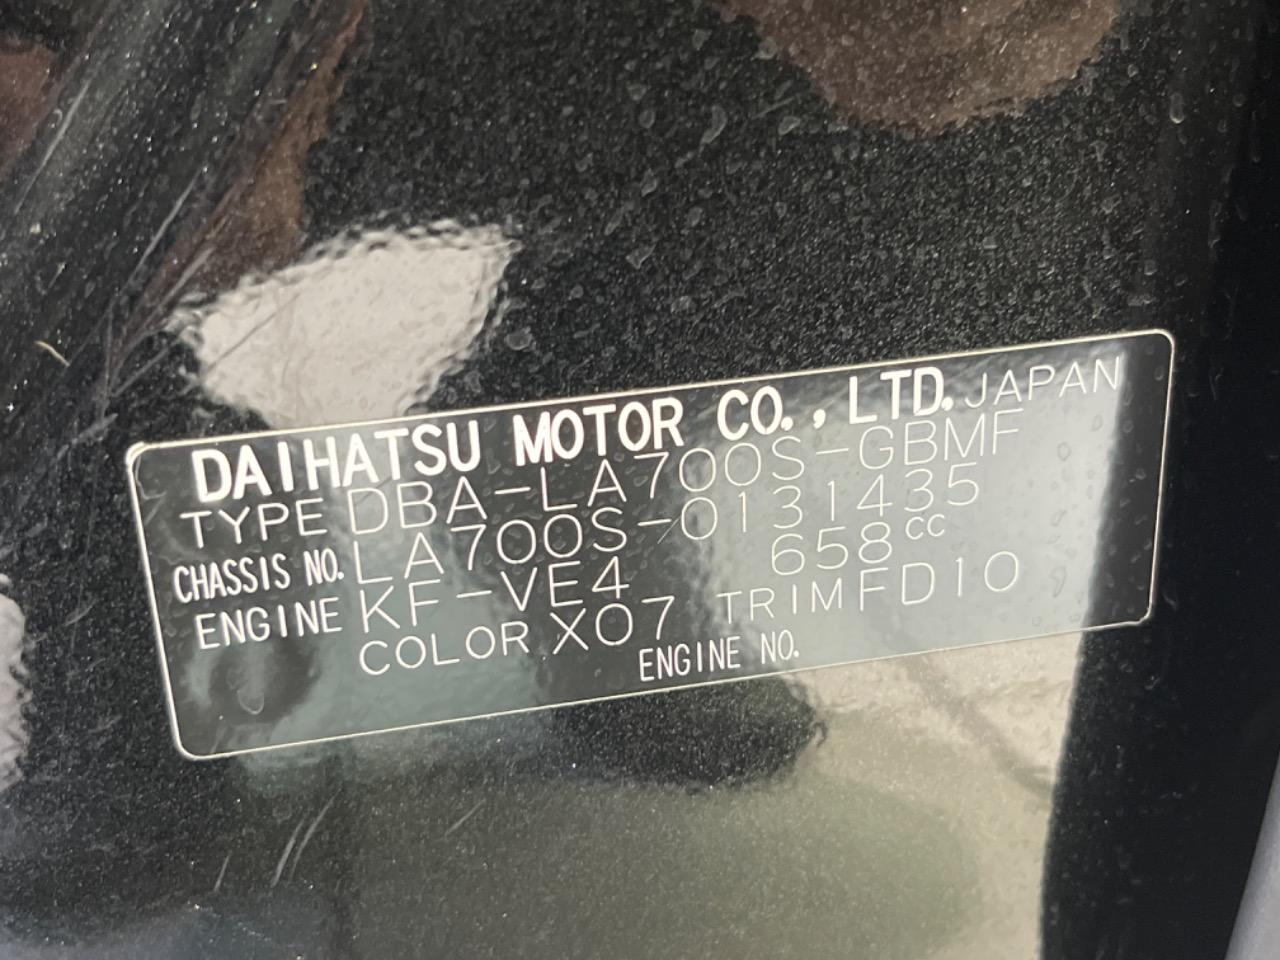 DAIHATSU MOTOR CO., LTD. JAPAN
TYPE DBA-LA700S-GBMF
CHASSIS NO. LA700S-0131435
ENGINE KF-VE4 658cc
COLOR X07 TRIM FD10
ENGINE NO.